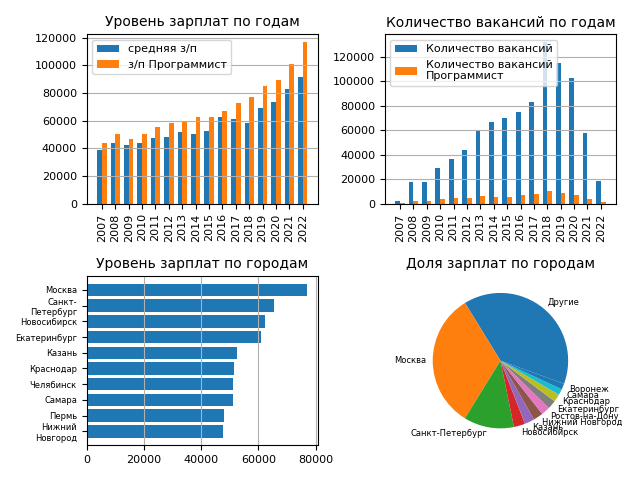 Уровень зарплат по годам
120000
100000
80000
60000
40000
20000
0
средняя з/п
з/п Программист
2007
2008
2009
2010
2011
2012
2013
2014
2015
2016
2017
2018
2019
2020
2021
2022
Количество вакансий по годам
120000
100000
80000
60000
40000
20000
0
Количество вакансий
Количество вакансий
Программист
2007
2008
2009
2010
2011
2012
2013
2014
2015
2016
2017
2018
2019
2020
2021
2022
Уровень зарплат по городам
Москва
Санкт-
Петербург
Новосибирск
Екатеринбург
Казань
Краснодар
Челябинск
Самара
Пермь
Нижний
Новгород
0
20000
40000
60000
80000
Доля зарплат по городам
Другие
Москва
Санкт-Петербург
Воронеж
Самара
Краснодар
Екатеринбург
Ростов-на-Дону
Нижний Новгород
Казань
Новосибирск